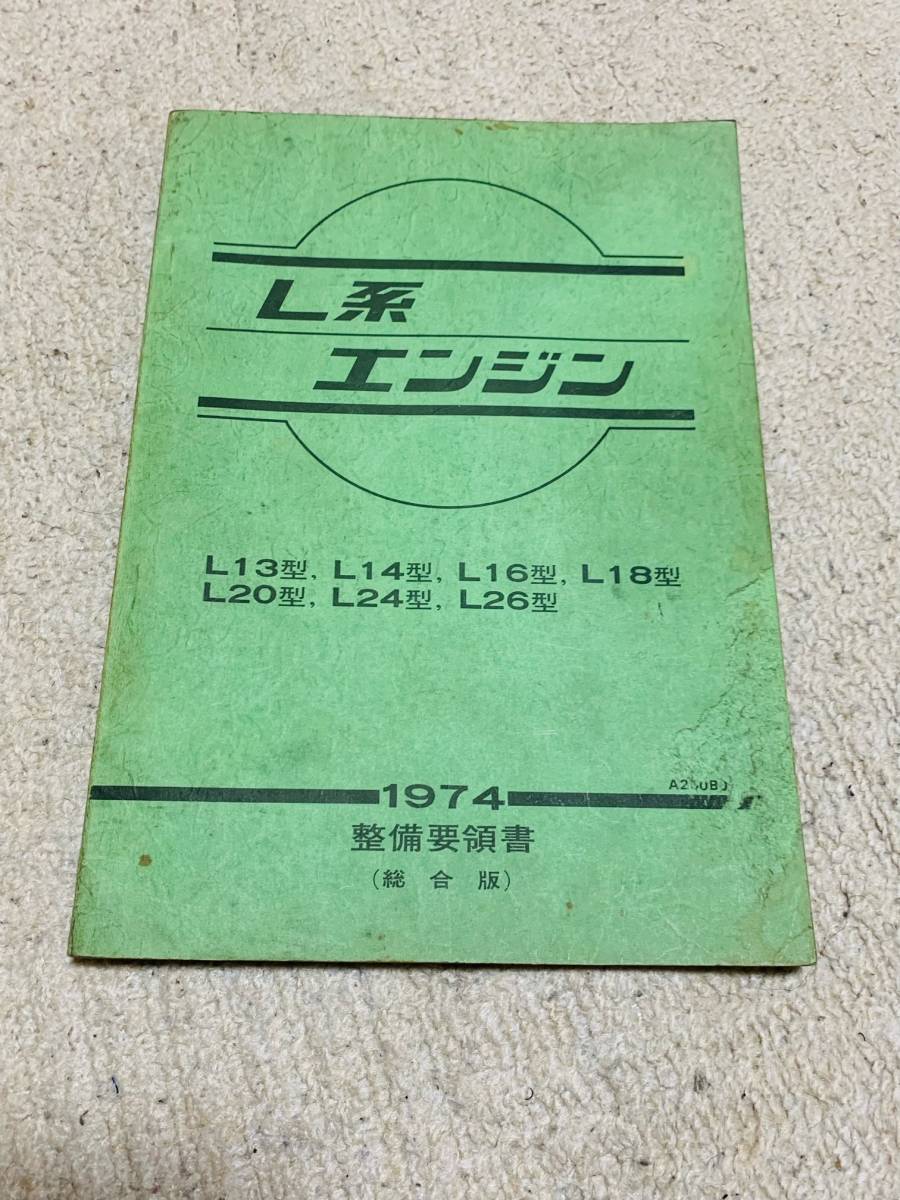 L系
エンジン
L13型, L14型, L16型, L18型
L20型, L24型, L26型
1974
整備要領書
(総合版)